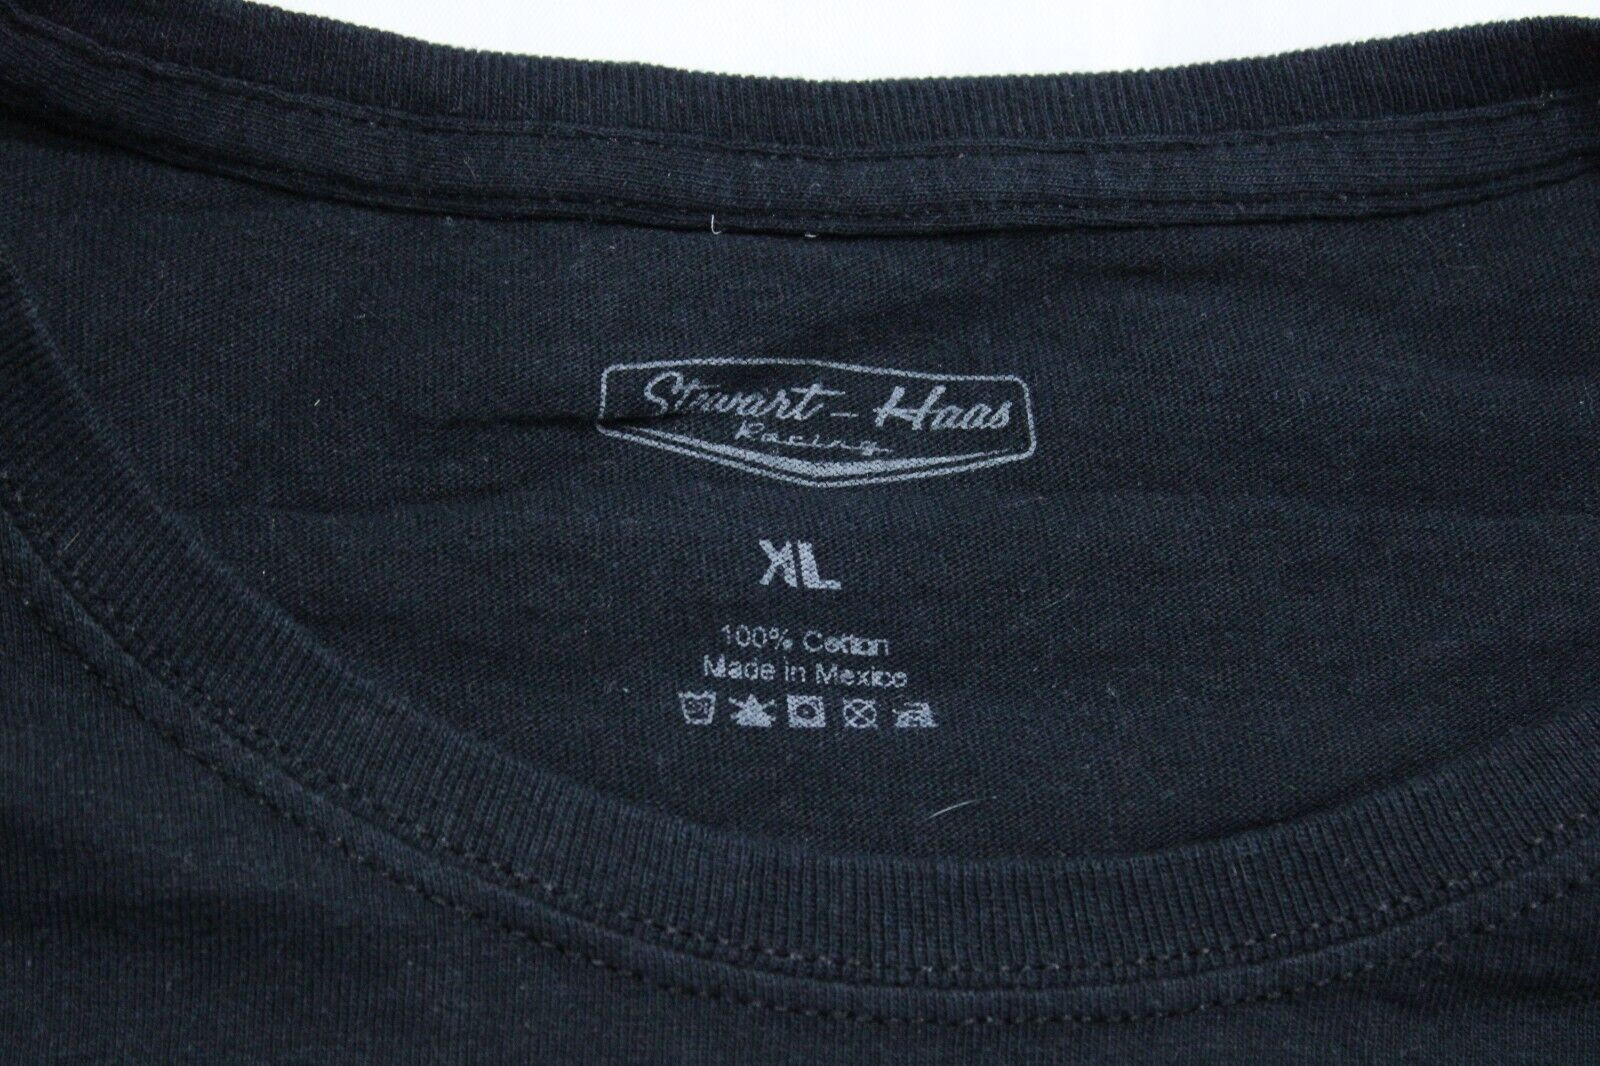 Stewart-Haas
Racing
XL
100% Cotton
Made in Mexico